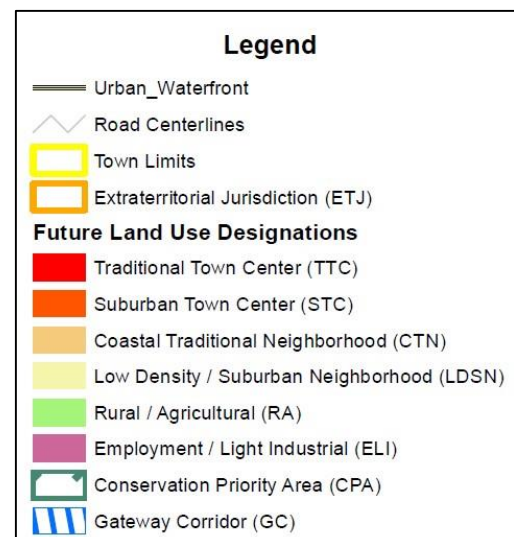 Legend
Urban_Waterfront
Road Centerlines
Town Limits
Extraterritorial Jurisdiction (ETJ)
Future Land Use Designations
Traditional Town Center (TTC)
Suburban Town Center (STC)
Coastal Traditional Neighborhood (CTN)
Low Density / Suburban Neighborhood (LDSN)
Rural / Agricultural (RA)
Employment / Light Industrial (ELI)
Conservation Priority Area (CPA)
Gateway Corridor (GC)